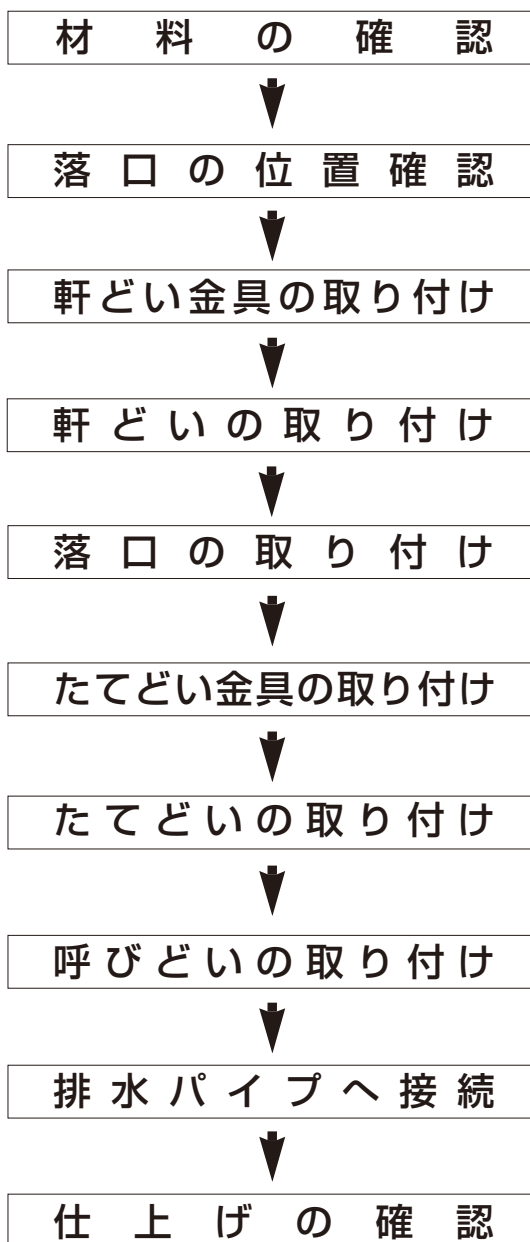 材料の確認
落口の位置確認
軒どい金具の取り付け
軒どいの取り付け
落口の取り付け
たてどい金具の取り付け
たてどいの取り付け
呼びどいの取り付け
排水パイプへ接続
仕上げの確認